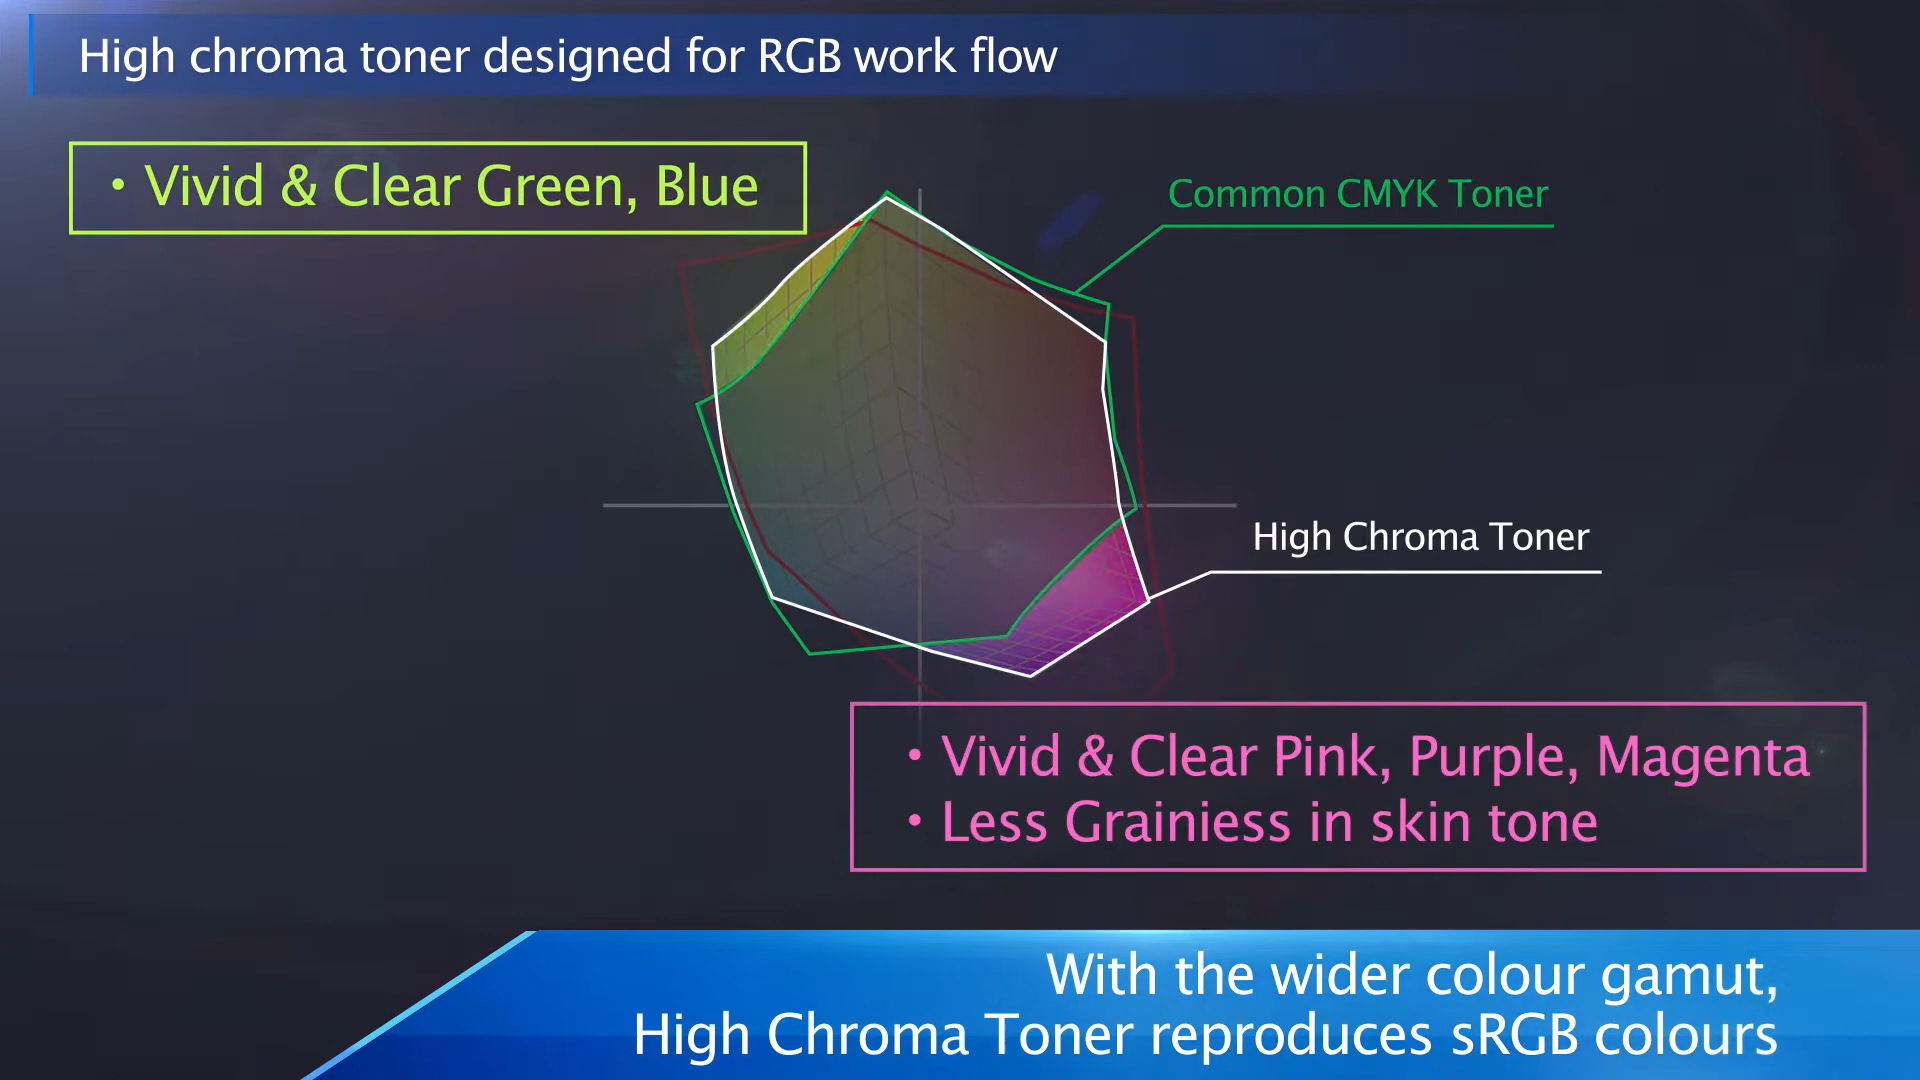 High chroma toner designed for RGB work flow
・Vivid & Clear Green, Blue
Common CMYK Toner
High Chroma Toner
・Vivid & Clear Pink, Purple, Magenta
・Less Grainiess in skin tone
With the wider colour gamut,
High Chroma Toner reproduces sRGB colours